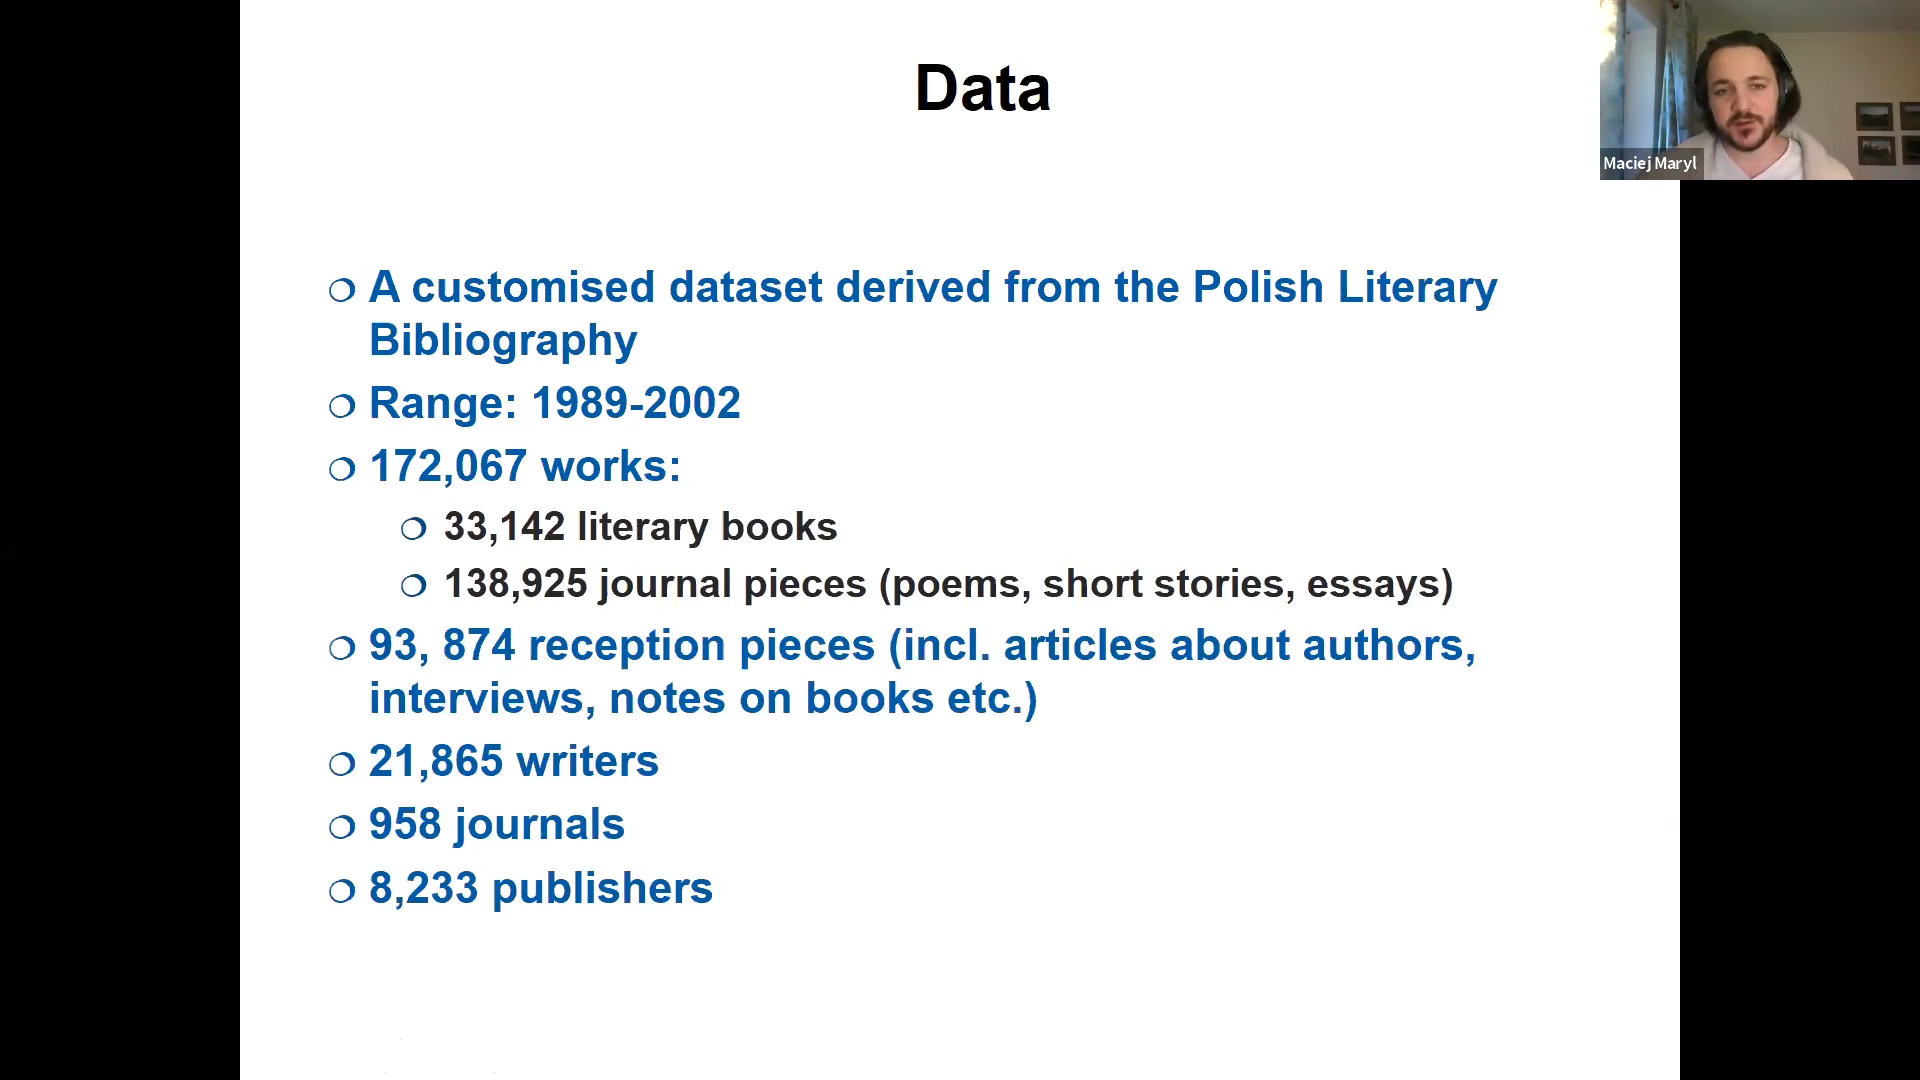 Data
Maciej Maryl
A customised dataset derived from the Polish Literary
Bibliography
Range: 1989-2002
172,067 works:
33,142 literary books
138,925 journal pieces (poems, short stories, essays)
93, 874 reception pieces (incl. articles about authors,
interviews, notes on books etc.)
21,865 writers
958 journals
8,233 publishers